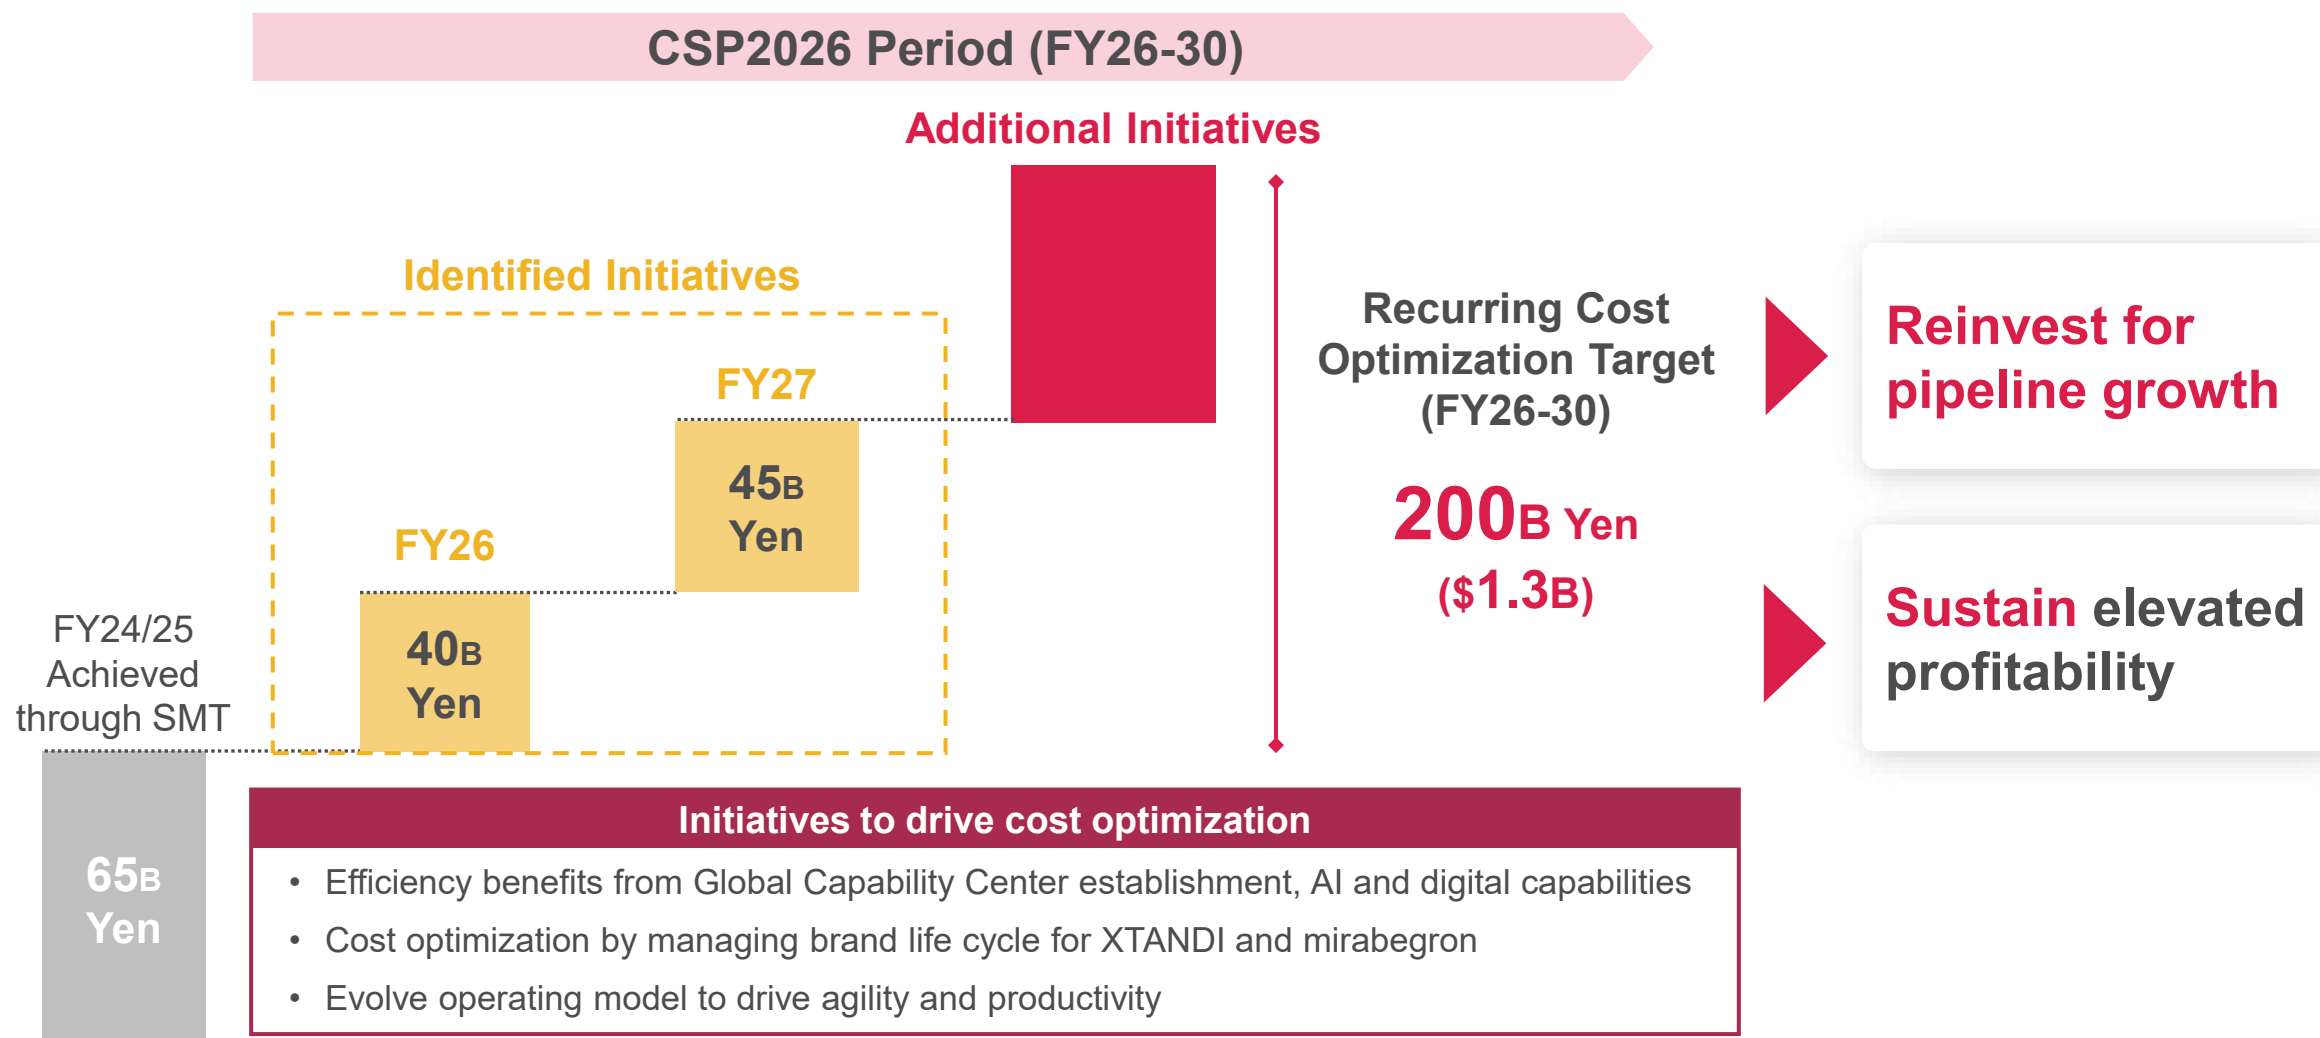 CSP2026 Period (FY26-30)
Additional Initiatives
Identified Initiatives
FY27
45B
Yen
FY26
40B
Yen
FY24/25
Achieved
through SMT
65B
Yen
Recurring Cost
Optimization Target
(FY26-30)
200B Yen
($1.3B)
Reinvest for
pipeline growth
Sustain elevated
profitability
Initiatives to drive cost optimization
• Efficiency benefits from Global Capability Center establishment, AI and digital capabilities
• Cost optimization by managing brand life cycle for XTANDI and mirabegron
• Evolve operating model to drive agility and productivity